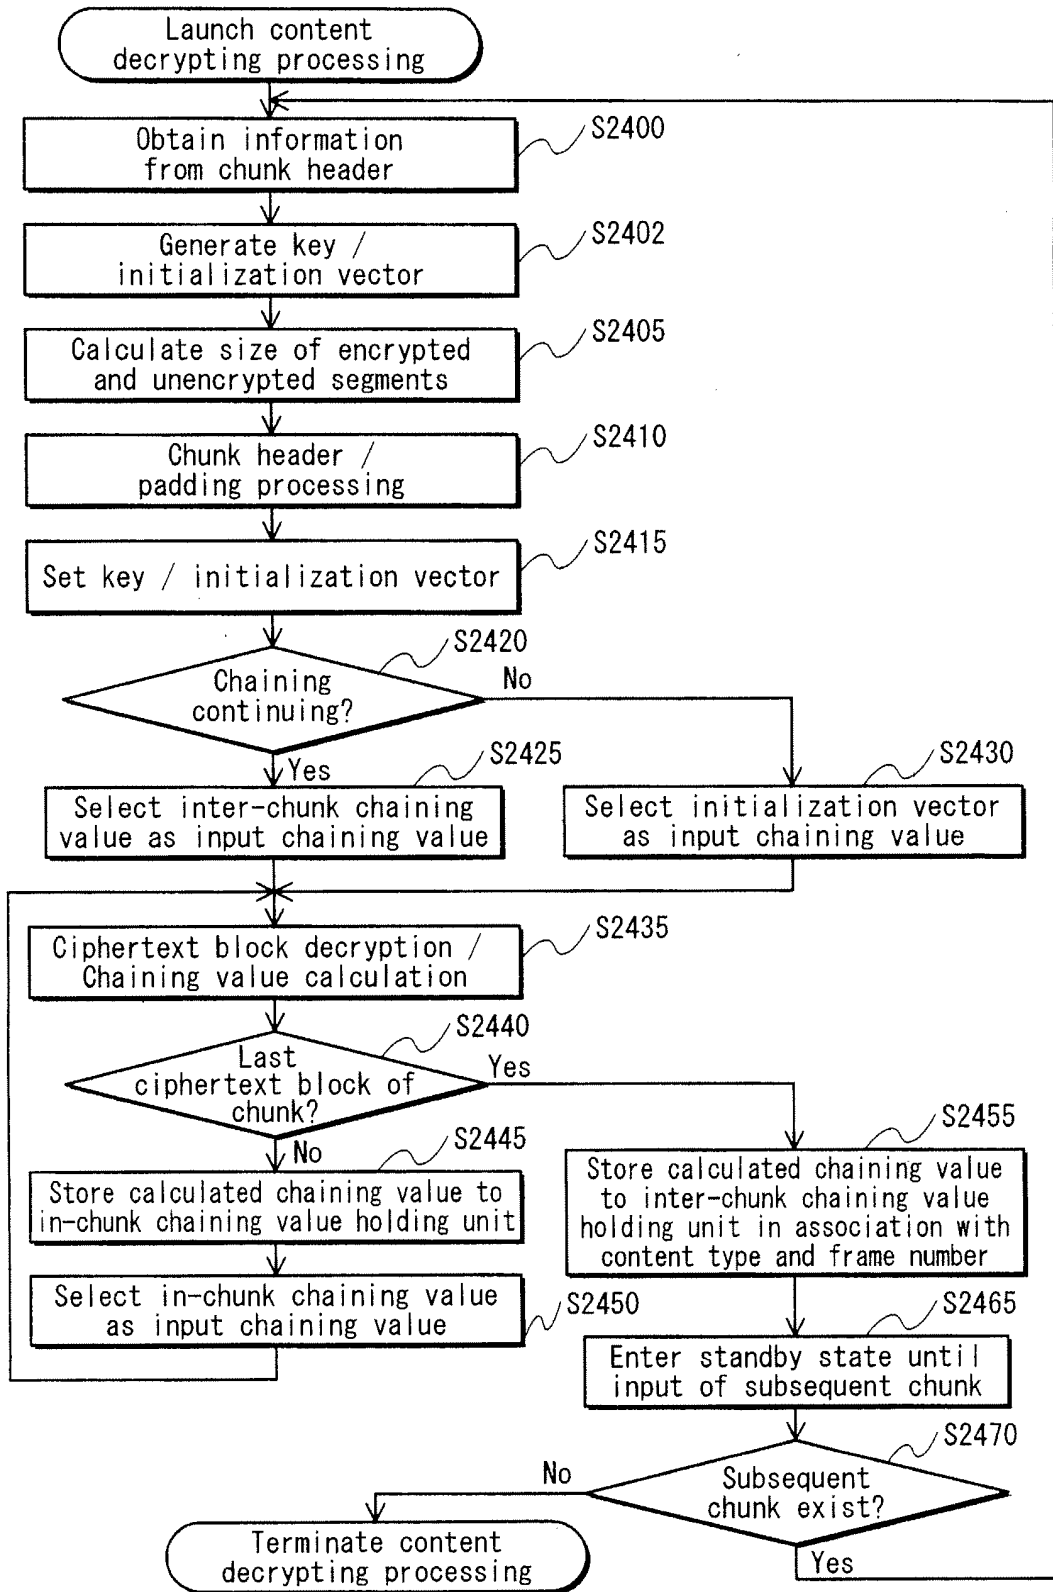 Launch content
decrypting processing
S2400
Obtain information
from chunk header
S2402
Generate key /
initialization vector
S2405
Calculate size of encrypted
and unencrypted segments
S2410
Chunk header /
padding processing
S2415
Set key / initialization vector
S2420
Chaining
continuing?
No
Yes
S2425
Select inter-chunk chaining
value as input chaining value
S2430
Select initialization vector
as input chaining value
S2435
Ciphertext block decryption /
Chaining value calculation
S2440
Last
ciphertext block of
chunk?
Yes
No
S2445
Store calculated chaining value to
in-chunk chaining value holding unit
S2455
Store calculated chaining value
to inter-chunk chaining value
holding unit in association with
content type and frame number
Select in-chunk chaining value
as input chaining value
S2450
S2465
Enter standby state until
input of subsequent chunk
S2470
Subsequent
chunk exist?
No
Yes
Terminate content
decrypting processing